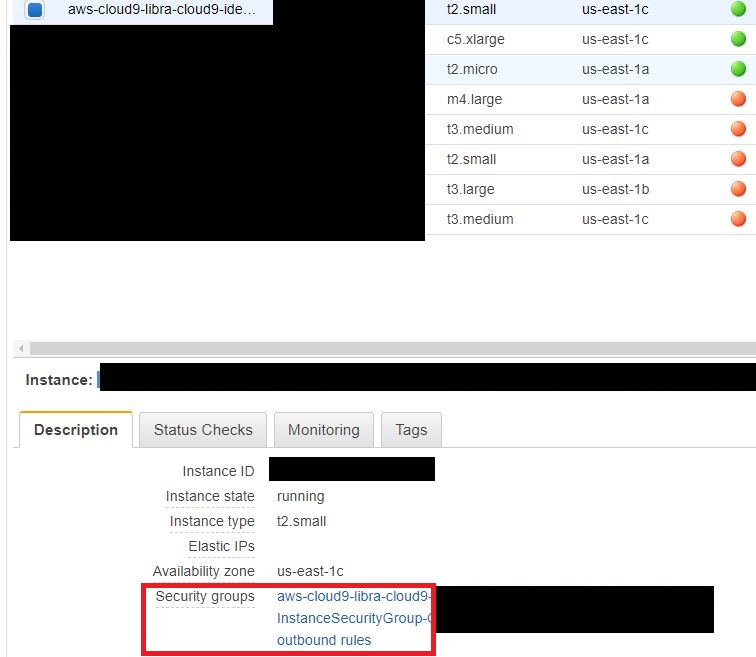 aws-cloud9-libra-cloud9-ide… t2.small us-east-1c
c5.xlarge us-east-1c
t2.micro us-east-1a
m4.large us-east-1a
t3.medium us-east-1c
t2.small us-east-1a
t3.large us-east-1b
t3.medium us-east-1c
Instance:
Description Status Checks Monitoring Tags
Instance ID
Instance state running
Instance type t2.small
Elastic IPs
Availability zone us-east-1c
Security groups aws-cloud9-libra-cloud9-
InstanceSecurityGroup-
outbound rules